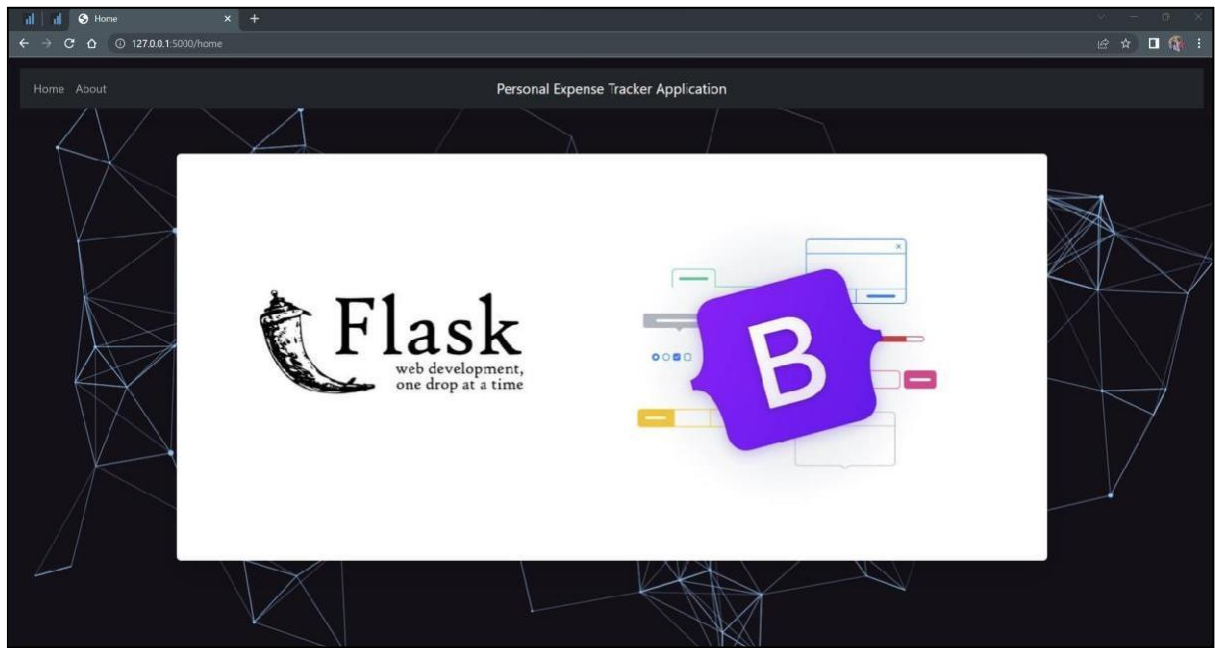 Home
127.0.0.1:5000/home
Home About
Personal Expense Tracker Application
Flask
web development,
one drop at a time
B